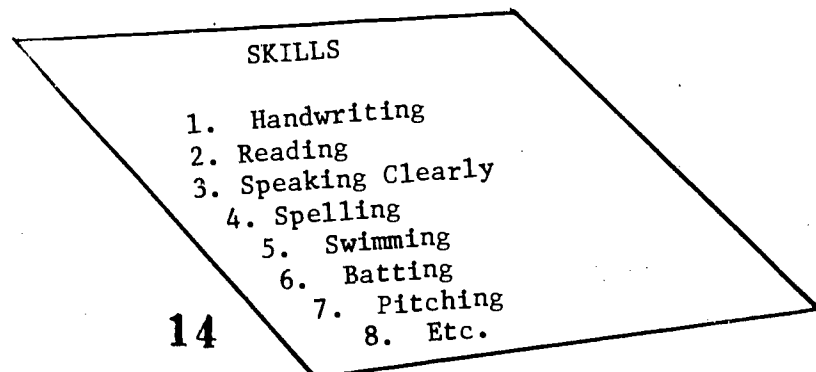 SKILLS
1. Handwriting
2. Reading
3. Speaking Clearly
4. Spelling
5. Swimming
6. Batting
7. Pitching
8. Etc.
14